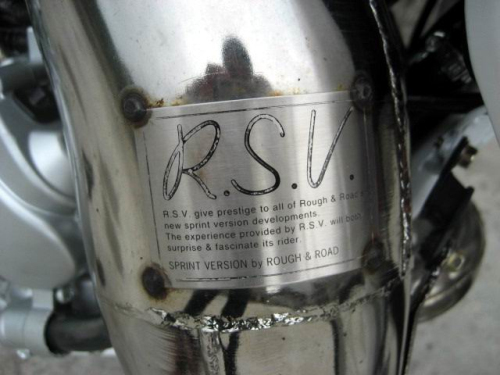 R.S.V.
R.S.V. give prestige to all of Rough & Road's
new sprint version developments.
The experience provided by R.S.V. will both
surprise & fascinate its rider.
SPRINT VERSION by ROUGH & ROAD